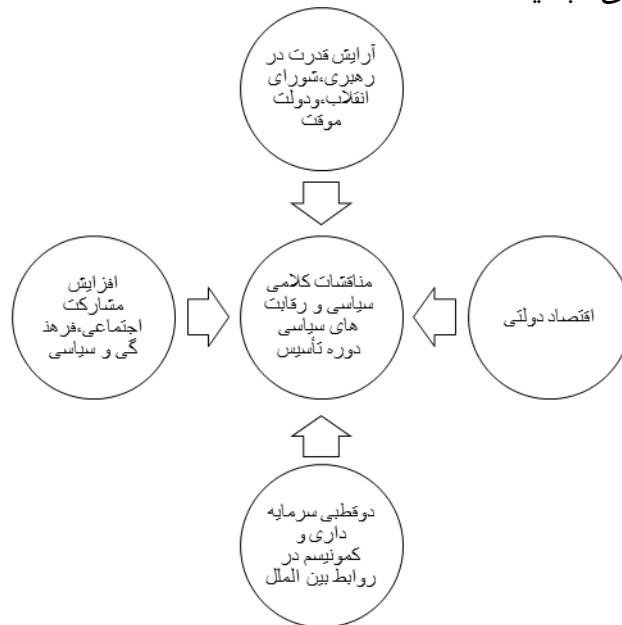 آرایش قدرت در
رهبری،شورای
انقلاب،ودولت
موقت
افزایش
مشارکت
اجتماعی،فرهذ
گی و سیاسی
مناقشات کلامی
سیاسی و رقابت
های سیاسی
دوره تأسیس
اقتصاد دولتی
دوقطبی سرمایه
داری و
کمونیسم در
روابط بین الملل